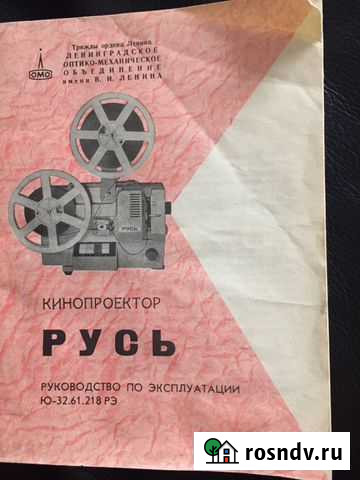 Трижды ордена Ленина
ЛЕНИНГРАДСКОЕ
ОПТИКО-МЕХАНИЧЕСКОЕ
ОБЪЕДИНЕНИЕ
имени В. И. ЛЕНИНА
ЛОМО
РУСЬ
КИНОПРОЕКТОР
РУСЬ
РУКОВОДСТВО ПО ЭКСПЛУАТАЦИИ
Ю-32.61.218 РЭ
rosndv.ru